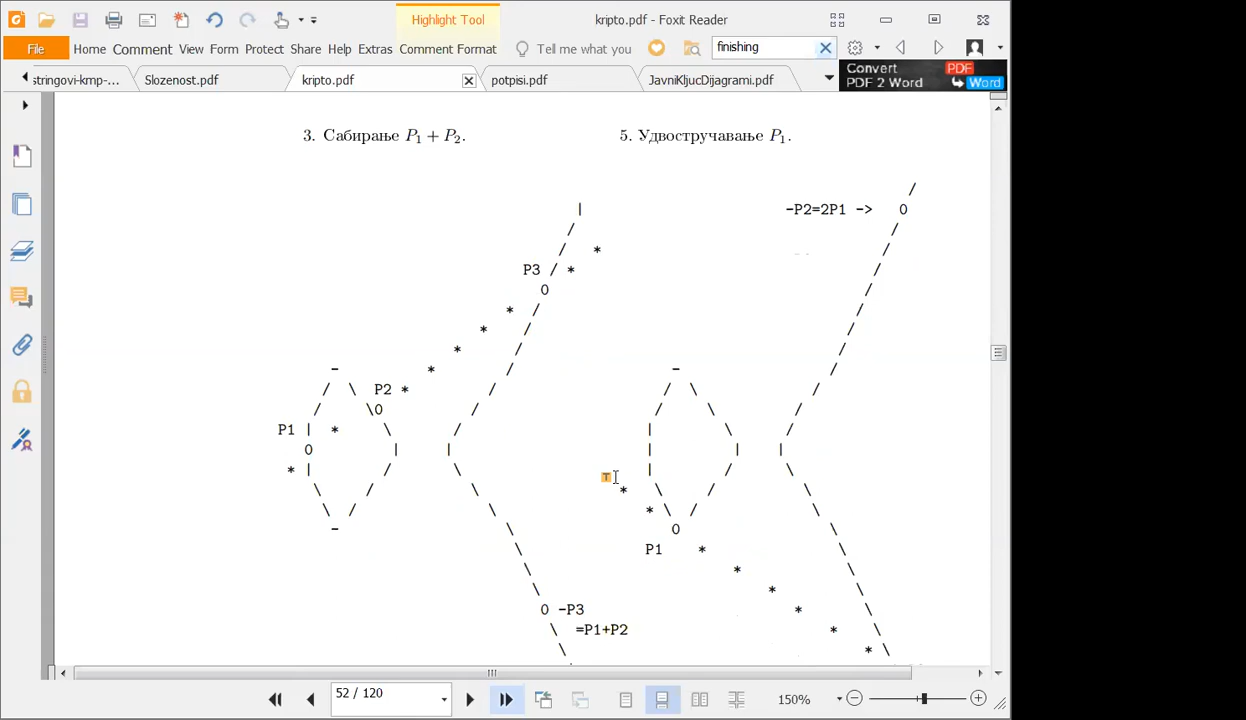 kripto.pdf - Foxit Reader
Highlight Tool
File Home Comment View Form Protect Share Help Extras Comment Format Tell me what you finishing
stringovi-kmp-... Slozenost.pdf kripto.pdf potpisi.pdf JavniKljucDijagrami.pdf
Convert PDF
PDF 2 Word Word
3. Сабирање P₁ + P₂. 5. Удвостручавање P₁.
-P2=2P1 -> 0
P3
0
P2
0
P1
0
T
0
P1
0 -P3
=P1+P2
52 / 120 150%